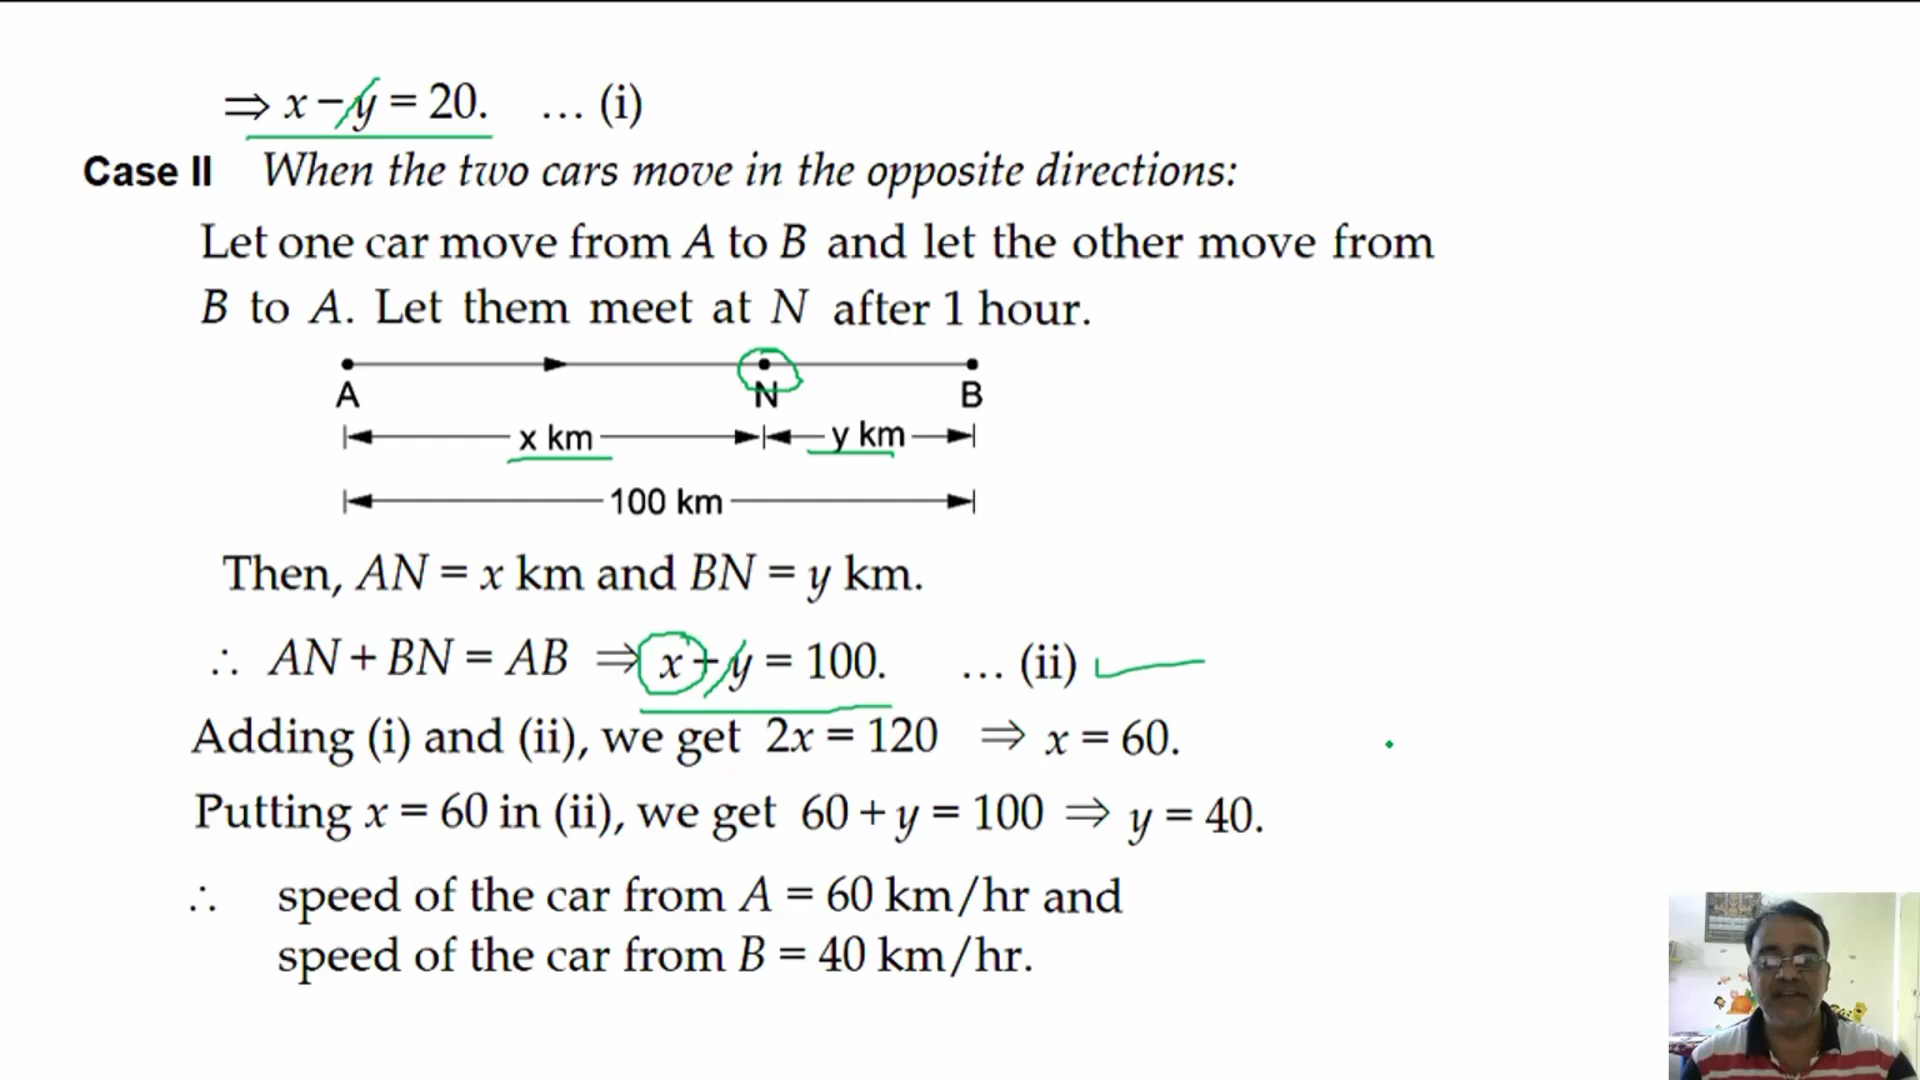 ⇒ x − y = 20. ... (i)
Case II When the two cars move in the opposite directions:
Let one car move from A to B and let the other move from
B to A. Let them meet at N after 1 hour.
A N B
x km y km
100 km
Then, AN = x km and BN = y km.
∴ AN + BN = AB ⇒ x + y = 100. ... (ii)
Adding (i) and (ii), we get 2x = 120 ⇒ x = 60.
Putting x = 60 in (ii), we get 60 + y = 100 ⇒ y = 40.
∴ speed of the car from A = 60 km/hr and
speed of the car from B = 40 km/hr.